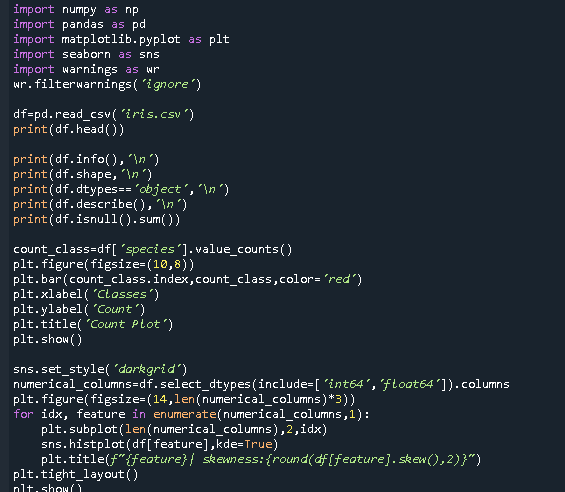 import numpy as np
import pandas as pd
import matplotlib.pyplot as plt
import seaborn as sns
import warnings as wr
wr.filterwarnings('ignore')
df=pd.read_csv('iris.csv')
print(df.head())
print(df.info(),'\n')
print(df.shape,'\n')
print(df.dtypes=='object','\n')
print(df.describe(),'\n')
print(df.isnull().sum())
count_class=df['species'].value_counts()
plt.figure(figsize=(10,8))
plt.bar(count_class.index,count_class,color='red')
plt.xlabel('Classes')
plt.ylabel('Count')
plt.title('Count Plot')
plt.show()
sns.set_style('darkgrid')
numerical_columns=df.select_dtypes(include=['int64','float64']).columns
plt.figure(figsize=(14,len(numerical_columns)*3))
for idx, feature in enumerate(numerical_columns,1):
    plt.subplot(len(numerical_columns),2,idx)
    sns.histplot(df[feature],kde=True)
    plt.title(f"{feature}| skewness:{round(df[feature].skew(),2)}")
plt.tight_layout()
plt.show()